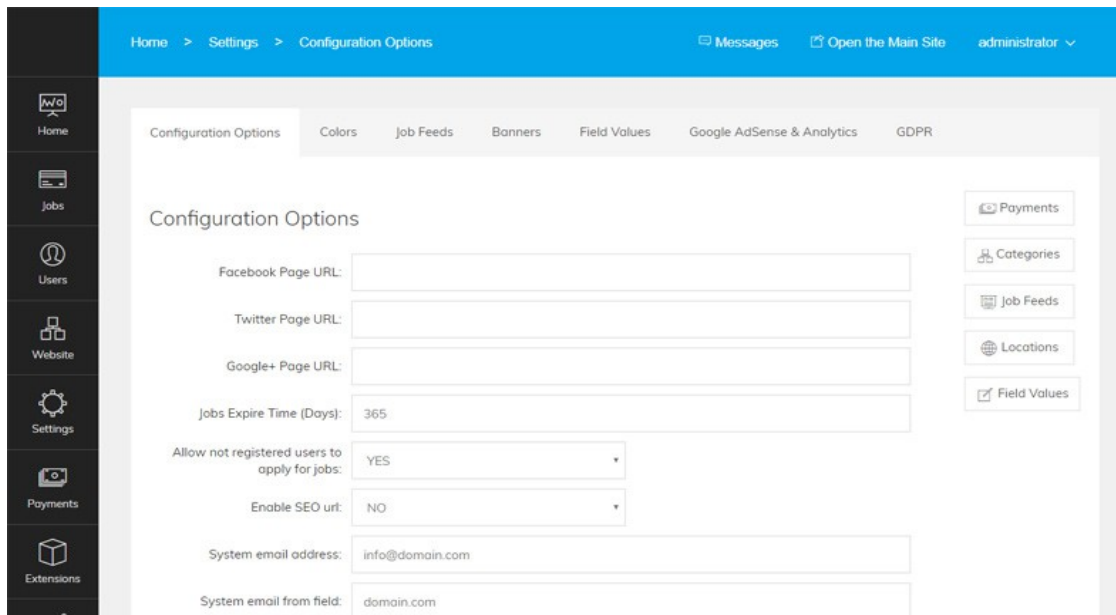 Home > Settings > Configuration Options
Messages
Open the Main Site
administrator
Home
Jobs
Users
Website
Settings
Payments
Extensions
Configuration Options
Colors
Job Feeds
Banners
Field Values
Google AdSense & Analytics
GDPR
Configuration Options
Facebook Page URL:
Twitter Page URL:
Google+ Page URL:
Jobs Expire Time (Days): 365
Allow not registered users to
apply for jobs: YES
Enable SEO url: NO
System email address: info@domain.com
System email from field: domain.com
Payments
Categories
Job Feeds
Locations
Field Values